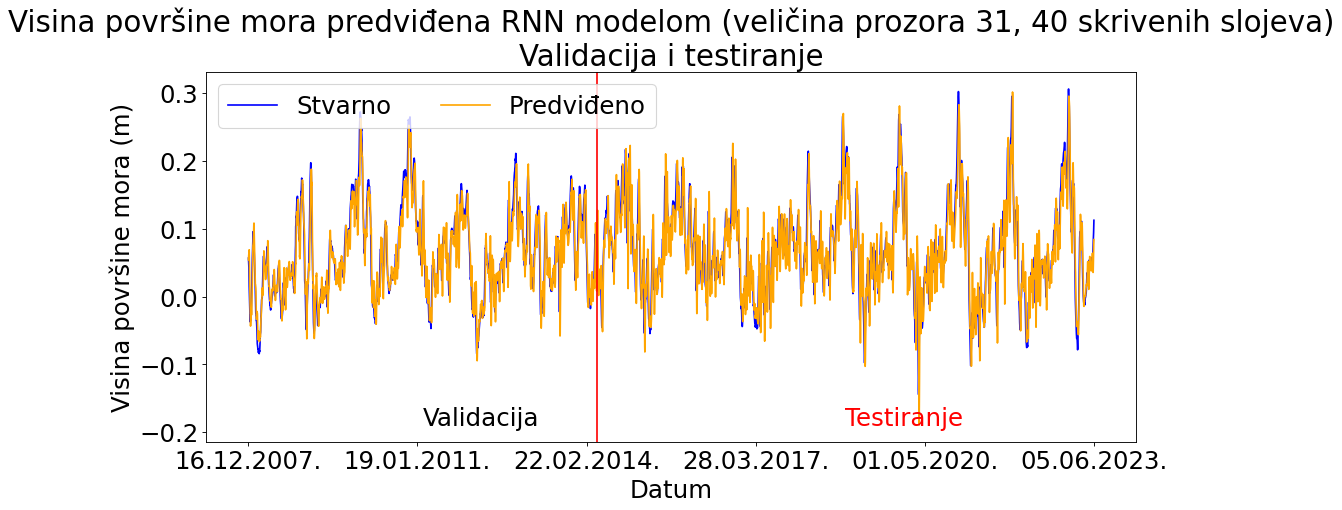 Visina površine mora predviđena RNN modelom (veličina prozora 31, 40 skrivenih slojeva)
Validacija i testiranje
Stvarno
Predviđeno
Visina površine mora (m)
0.3
0.2
0.1
0.0
−0.1
−0.2
Validacija
Testiranje
16.12.2007.
19.01.2011.
22.02.2014.
28.03.2017.
01.05.2020.
05.06.2023.
Datum